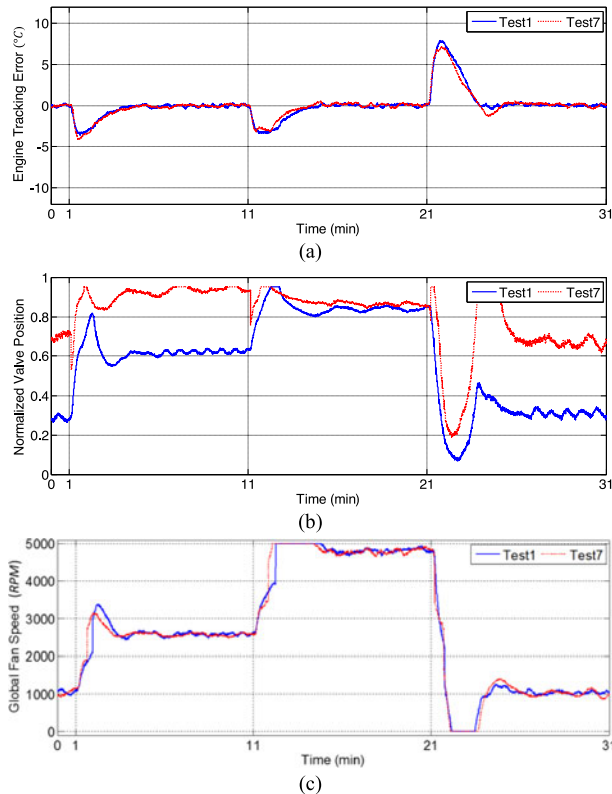 10
5
0
-5
-10
Engine Tracking Error (°C)
Test1 Test7
0 1 11 21 31
Time (min)
(a)
1
0.8
0.6
0.4
0.2
0
Normalized Valve Position
Test1 Test7
0 1 11 21 31
Time (min)
(b)
5000
4000
3000
2000
1000
0
Global Fan Speed (RPM)
Test1 Test7
0 1 11 21 31
Time (min)
(c)